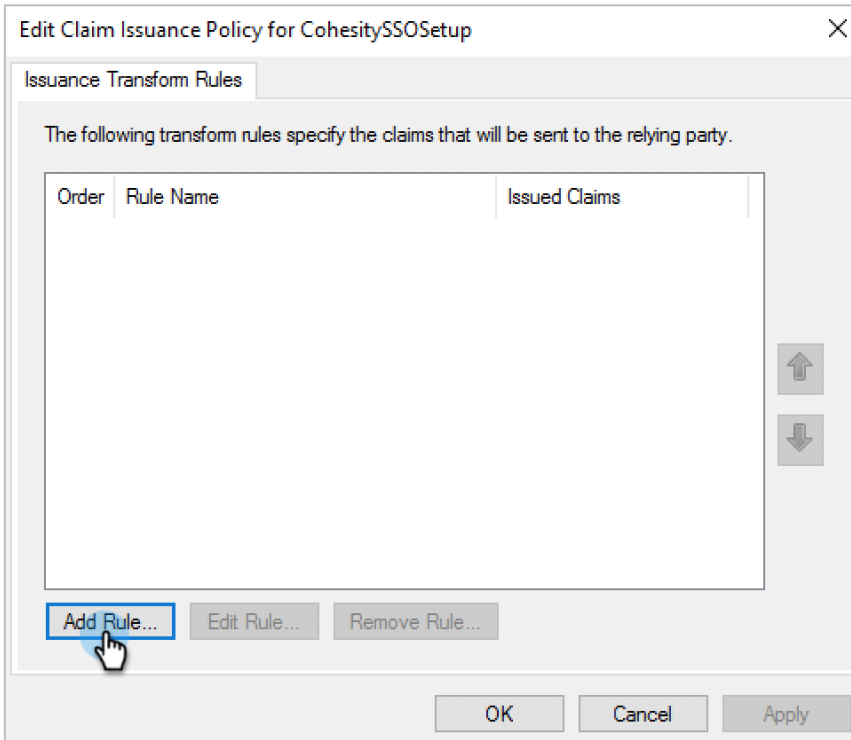 Edit Claim Issuance Policy for CohesitySSOSetup
Issuance Transform Rules
The following transform rules specify the claims that will be sent to the relying party.
Order Rule Name Issued Claims
Add Rule... Edit Rule... Remove Rule...
OK Cancel Apply